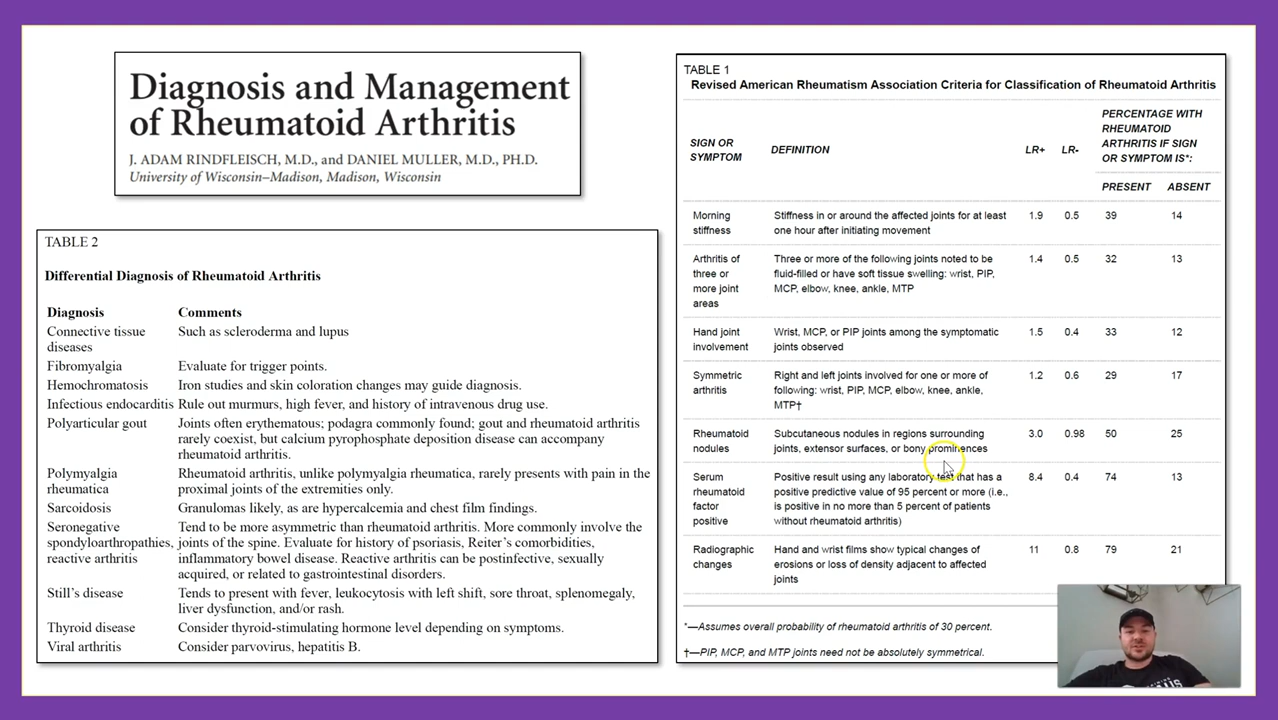 Diagnosis and Management
of Rheumatoid Arthritis
J. ADAM RINDFLEISCH, M.D., and DANIEL MULLER, M.D., PH.D.
University of Wisconsin–Madison, Madison, Wisconsin
TABLE 2
Differential Diagnosis of Rheumatoid Arthritis
Diagnosis Comments
Connective tissue Such as scleroderma and lupus
diseases
Fibromyalgia Evaluate for trigger points.
Hemochromatosis Iron studies and skin coloration changes may guide diagnosis.
Infectious endocarditis Rule out murmurs, high fever, and history of intravenous drug use.
Polyarticular gout Joints often erythematous; podagra commonly found; gout and rheumatoid arthritis
rarely coexist, but calcium pyrophosphate deposition disease can accompany
rheumatoid arthritis.
Polymyalgia Rheumatoid arthritis, unlike polymyalgia rheumatica, rarely presents with pain in the
rheumatica proximal joints of the extremities only.
Sarcoidosis Granulomas likely, as are hypercalcemia and chest film findings.
Seronegative Tend to be more asymmetric than rheumatoid arthritis. More commonly involve the
spondyloarthropathies, joints of the spine. Evaluate for history of psoriasis, Reiter's comorbidities,
reactive arthritis inflammatory bowel disease. Reactive arthritis can be postinfective, sexually
acquired, or related to gastrointestinal disorders.
Still's disease Tends to present with fever, leukocytosis with left shift, sore throat, splenomegaly,
liver dysfunction, and/or rash.
Thyroid disease Consider thyroid-stimulating hormone level depending on symptoms.
Viral arthritis Consider parvovirus, hepatitis B.
TABLE 1
Revised American Rheumatism Association Criteria for Classification of Rheumatoid Arthritis
PERCENTAGE WITH
RHEUMATOID
ARTHRITIS IF SIGN
OR SYMPTOM IS*:
SIGN OR
SYMPTOM DEFINITION LR+ LR-
PRESENT ABSENT
Morning Stiffness in or around the affected joints for at least 1.9 0.5 39 14
stiffness one hour after initiating movement
Arthritis of Three or more of the following joints noted to be 1.4 0.5 32 13
three or fluid-filled or have soft tissue swelling: wrist, PIP,
more joint MCP, elbow, knee, ankle, MTP
areas
Hand joint Wrist, MCP, or PIP joints among the symptomatic 1.5 0.4 33 12
involvement joints observed
Symmetric Right and left joints involved for one or more of 1.2 0.6 29 17
arthritis following: wrist, PIP, MCP, elbow, knee, ankle,
MTP†
Rheumatoid Subcutaneous nodules in regions surrounding 3.0 0.98 50 25
nodules joints, extensor surfaces, or bony prominences
Serum Positive result using any laboratory test that has a 8.4 0.4 74 13
rheumatoid positive predictive value of 95 percent or more (i.e.,
factor is positive in no more than 5 percent of patients
positive without rheumatoid arthritis)
Radiographic Hand and wrist films show typical changes of 11 0.8 79 21
changes erosions or loss of density adjacent to affected
joints
*—Assumes overall probability of rheumatoid arthritis of 30 percent.
†—PIP, MCP, and MTP joints need not be absolutely symmetrical.